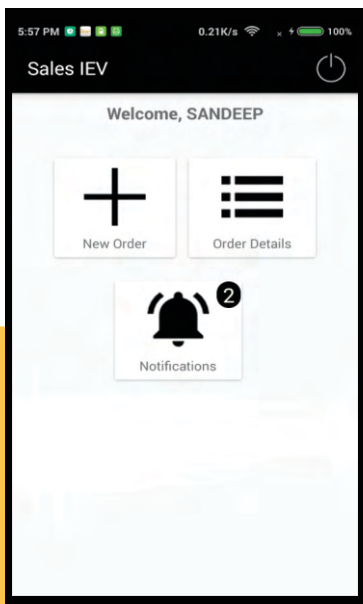 5:57 PM 0.21K/s 100%
Sales IEV
Welcome, SANDEEP
New Order Order Details
2
Notifications